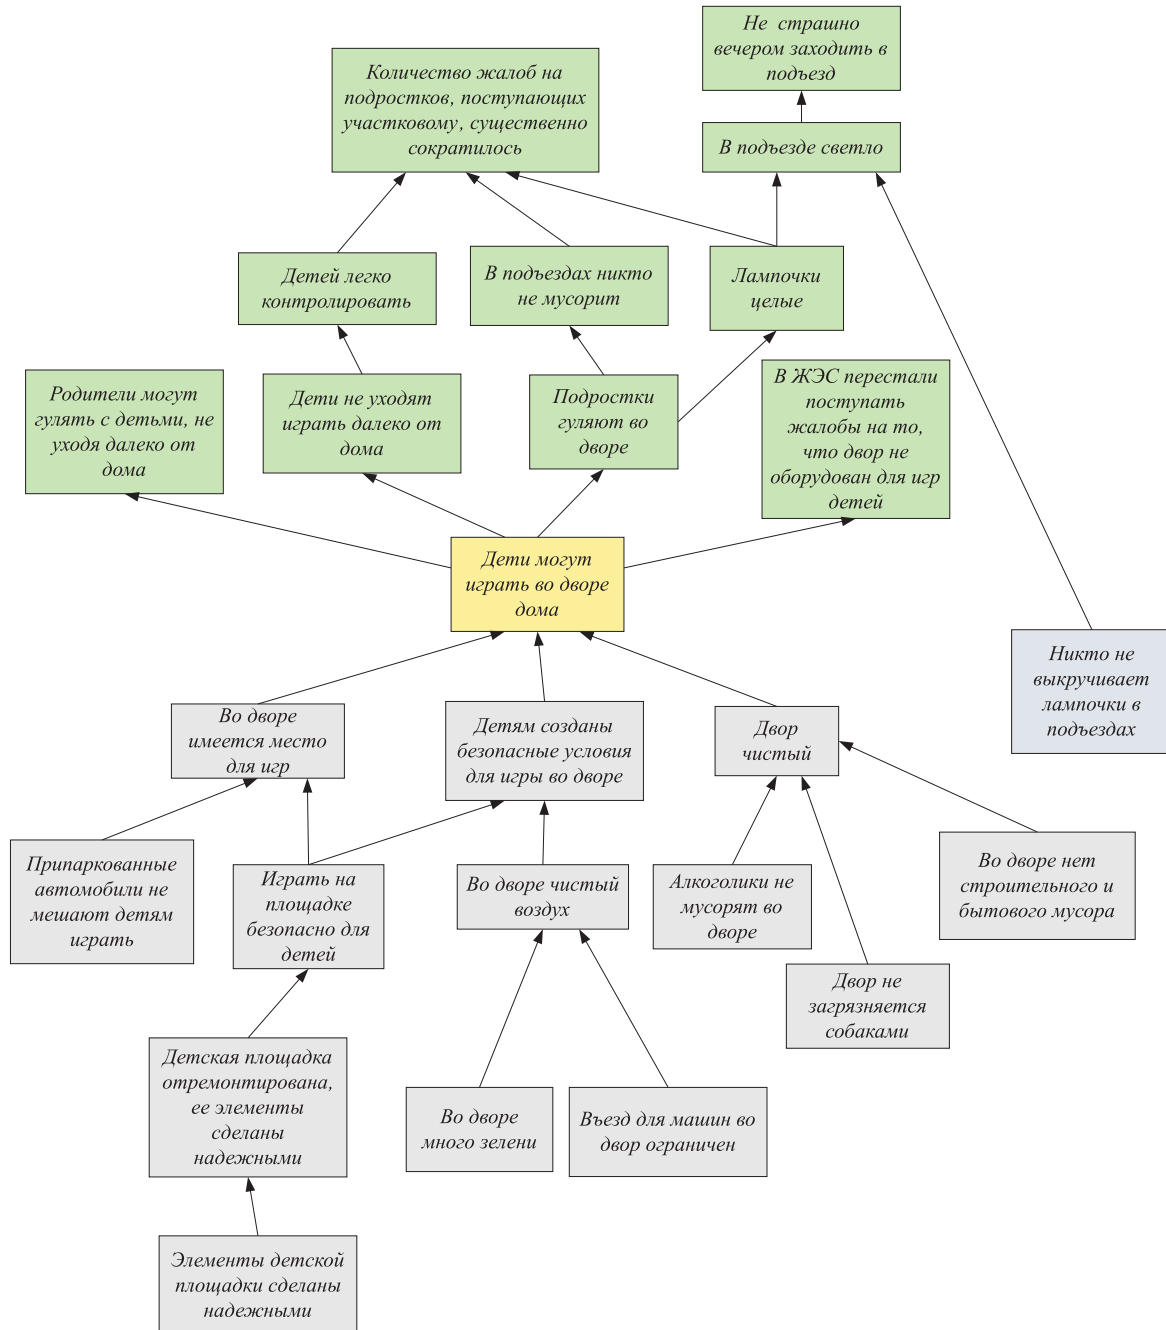 Не страшно
вечером заходить в
подъезд
Количество жалоб на
подростков, поступающих
участковому, существенно
сократилось
В подъезде светло
Детей легко
контролировать
В подъездах никто
не мусорит
Лампочки
целые
Родители могут
гулять с детьми, не
уходя далеко от
дома
Дети не уходят
играть далеко от
дома
Подростки
гуляют во
дворе
В ЖЭС перестали
поступать
жалобы на то,
что двор не
оборудован для игр
детей
Дети могут
играть во дворе
дома
Никто не
выкручивает
лампочки в
подъездах
Во дворе
имеется место
для игр
Детям созданы
безопасные условия
для игры во дворе
Двор
чистый
Припаркованные
автомобили не
мешают детям
играть
Играть на
площадке
безопасно для
детей
Во дворе чистый
воздух
Алкоголики не
мусорят во
дворе
Во дворе нет
строительного и
бытового мусора
Двор не
загрязняется
собаками
Детская площадка
отремонтирована,
ее элементы
сделаны
надежными
Во дворе
много зелени
Въезд для машин во
двор ограничен
Элементы детской
площадки сделаны
надежными